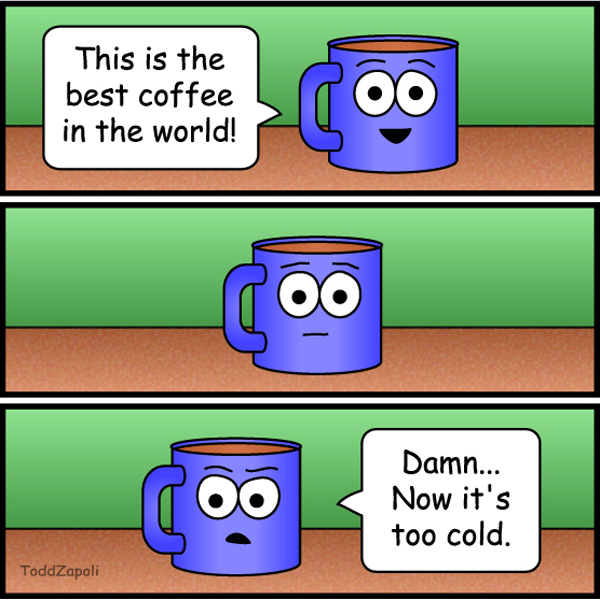 This is the
best coffee
in the world!
Damn...
Now it's
too cold.
ToddZapoli